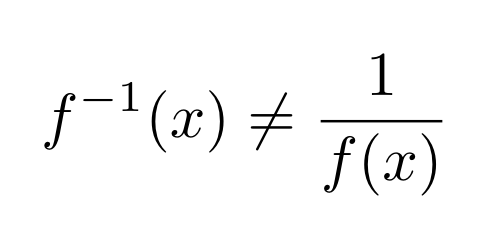 f⁻¹(x) ≠ 1/f(x)